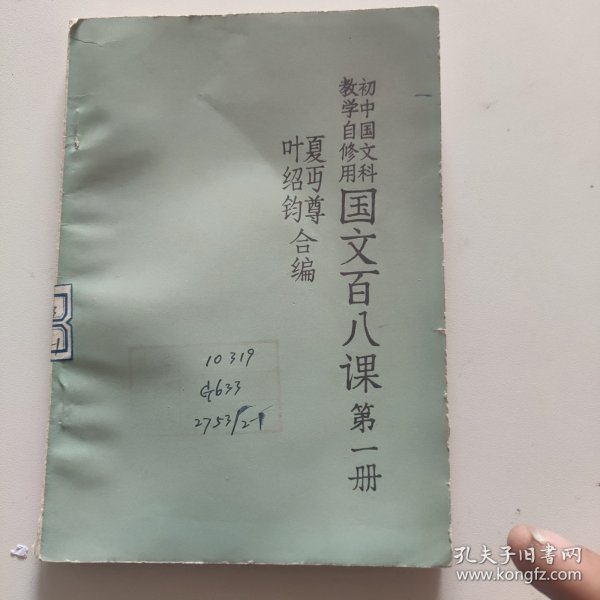 初中国文科
教学自修用
国文百八课 第一册
夏丏尊
叶绍钧 合编
10319
G633
2753/2-1
孔夫子旧书网
www.kongfz.com